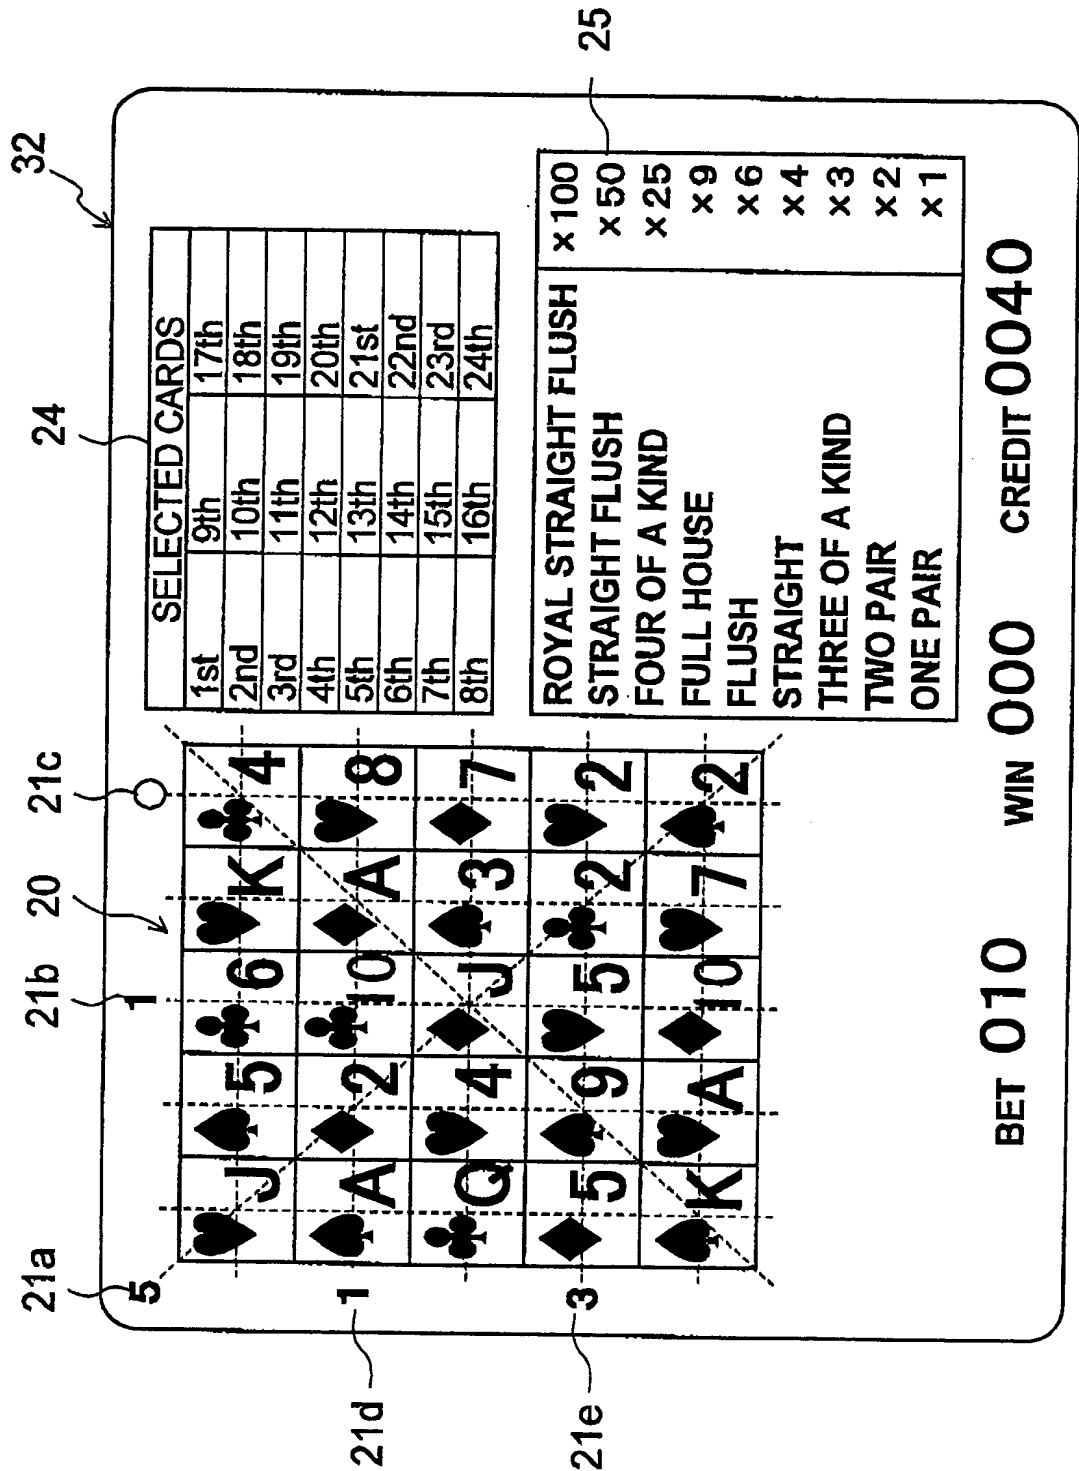 32
21a 21b 20 21c 24
5 1
SELECTED CARDS
1st 9th 17th
2nd 10th 18th
3rd 11th 19th
4th 12th 20th
5th 13th 21st
6th 14th 22nd
7th 15th 23rd
8th 16th 24th
♥J ♠5 ♣6 ♥K ♣4
♠A ♦2 ♣10 ♦A ♥8
♣Q ♥4 ♦J ♠3 ♦7
♦5 ♠9 ♥5 ♣2 ♥2
♠K ♥A ♦10 ♥7 ♠2
21d 1
21e 3
25
ROYAL STRAIGHT FLUSH ×100
STRAIGHT FLUSH ×50
FOUR OF A KIND ×25
FULL HOUSE ×9
FLUSH ×6
STRAIGHT ×4
THREE OF A KIND ×3
TWO PAIR ×2
ONE PAIR ×1
BET 010 WIN 000 CREDIT 0040